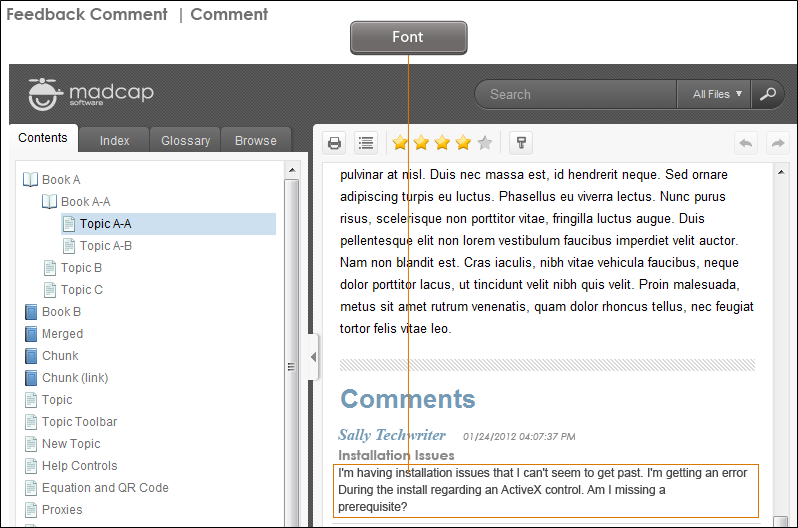 Feedback Comment | Comment
Font
madcap
software
Search
All Files
Contents
Index
Glossary
Browse
Book A
Book A-A
Topic A-A
Topic A-B
Topic B
Topic C
Book B
Merged
Chunk
Chunk (link)
Topic
Topic Toolbar
New Topic
Help Controls
Equation and QR Code
Proxies
pulvinar at nisl. Duis nec massa est, id hendrerit neque. Sed ornare
adipiscing turpis eu luctus. Phasellus eu viverra lectus. Nunc purus
risus, scelerisque non porttitor vitae, fringilla luctus augue. Duis
pellentesque elit non lorem vestibulum faucibus imperdiet velit auctor.
Nam non blandit est. Cras iaculis, nibh vitae vehicula faucibus, neque
dolor porttitor lacus, ut tincidunt velit nibh quis velit. Proin malesuada,
metus sit amet rutrum venenatis, quam dolor rhoncus tellus, nec feugiat
tortor felis vitae leo.
Comments
Sally Techwriter 01/24/2012 04:07:37 PM
Installation Issues
I'm having installation issues that I can't seem to get past. I'm getting an error
During the install regarding an ActiveX control. Am I missing a
prerequisite?